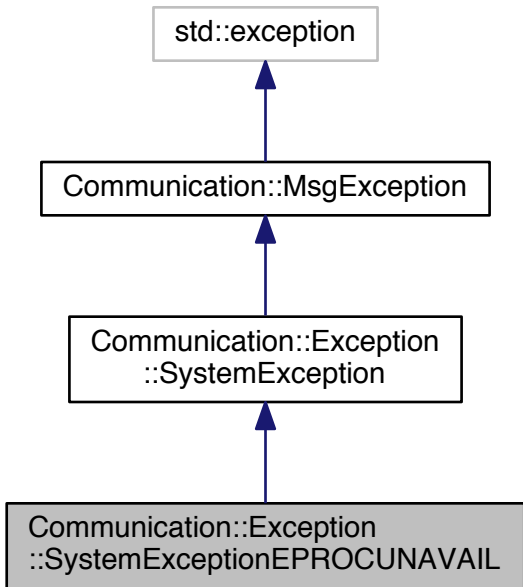 std::exception
Communication::MsgException
Communication::Exception
::SystemException
Communication::Exception
::SystemExceptionEPROCUNAVAIL